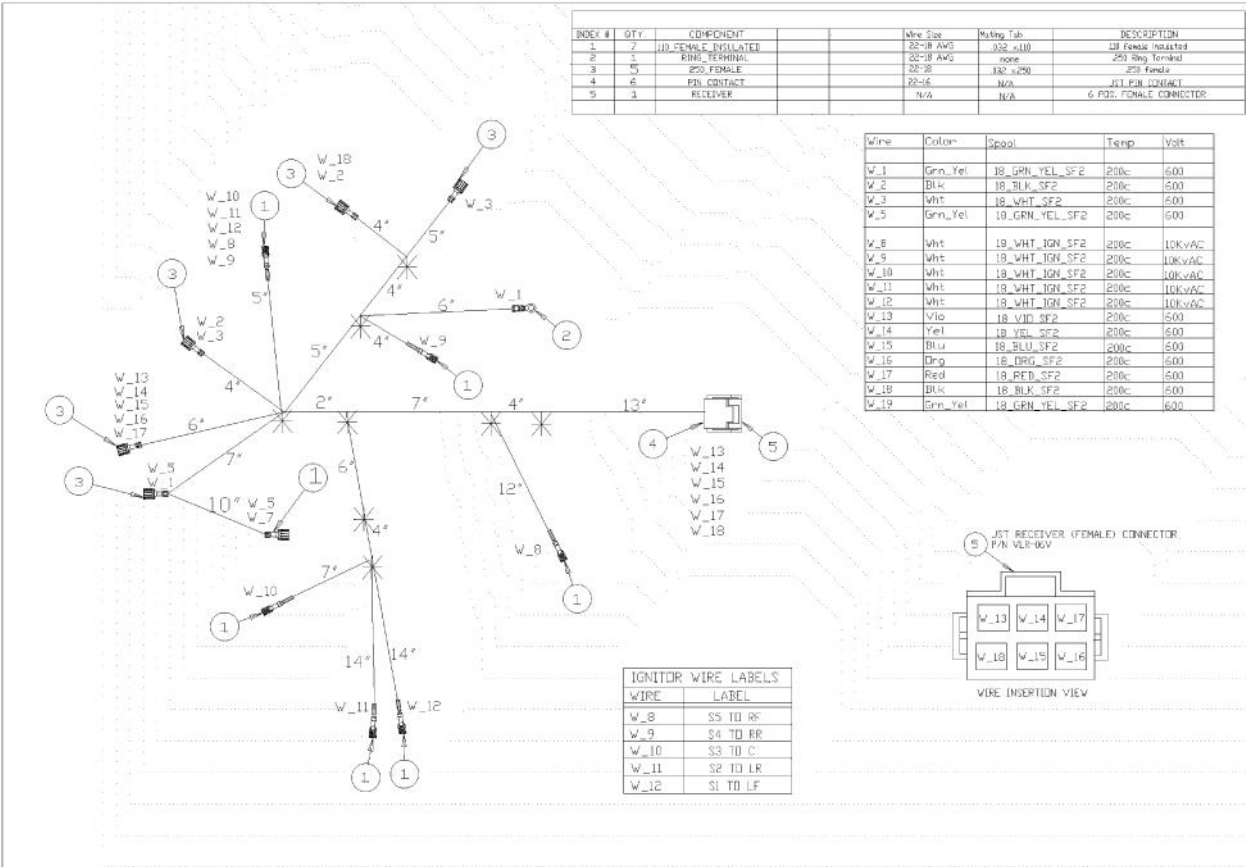 INDEX # QTY. COMPONENT Wire Size Mating Tab DESCRIPTION
1 7 110_FEMALE_INSULATED 22-18 AWG .032 x.110 110 Female Insulated
2 1 RING_TERMINAL 22-18 AWG none .250 Ring Terminal
3 5 250_FEMALE 22-18 .132 x.250 .250 female
4 6 PIN CONTACT 22-16 N/A JST PIN CONTACT
5 1 RECEIVER N/A N/A 6 POS. FEMALE CONNECTOR
Wire Color Spool Temp Volt
W_1 Grn_Yel 18_GRN_YEL_SF2 200c 600
W_2 Blk 18_BLK_SF2 200c 600
W_3 Wht 18_WHT_SF2 200c 600
W_5 Grn_Yel 18_GRN_YEL_SF2 200c 600
W_8 Wht 18_WHT_IGN_SF2 200c 10KvAC
W_9 Wht 18_WHT_IGN_SF2 200c 10KvAC
W_10 Wht 18_WHT_IGN_SF2 200c 10KvAC
W_11 Wht 18_WHT_IGN_SF2 200c 10KvAC
W_12 Wht 18_WHT_IGN_SF2 200c 10KvAC
W_13 Vio 18_VIO_SF2 200c 600
W_14 Yel 18_YEL_SF2 200c 600
W_15 Blu 18_BLU_SF2 200c 600
W_16 Org 18_ORG_SF2 200c 600
W_17 Red 18_RED_SF2 200c 600
W_18 Blk 18_BLK_SF2 200c 600
W_19 Grn_Yel 18_GRN_YEL_SF2 200c 600
3
W_18
W_2
3
W_3
4"
5"
W_10
W_11
W_12
W_8
W_9
1
5"
4"
6"
W_1
2
4"
W_9
1
3
W_2
W_3
4"
5"
W_13
W_14
W_15
W_16
W_17
3
6"
2"
7"
4"
13"
4
5
W_13
W_14
W_15
W_16
W_17
W_18
3
W_5
W_1
7"
10"
W_5
W_7
1
6"
4"
12"
W_8
1
7"
W_10
1
14"
14"
W_11
W_12
1
1
5
JST RECEIVER (FEMALE) CONNECTOR
P/N VLR-06V
W_13 W_14 W_17
W_18 W_15 W_16
WIRE INSERTION VIEW
IGNITOR WIRE LABELS
WIRE LABEL
W_8 S5 TO RF
W_9 S4 TO RR
W_10 S3 TO C
W_11 S2 TO LR
W_12 S1 TO LF